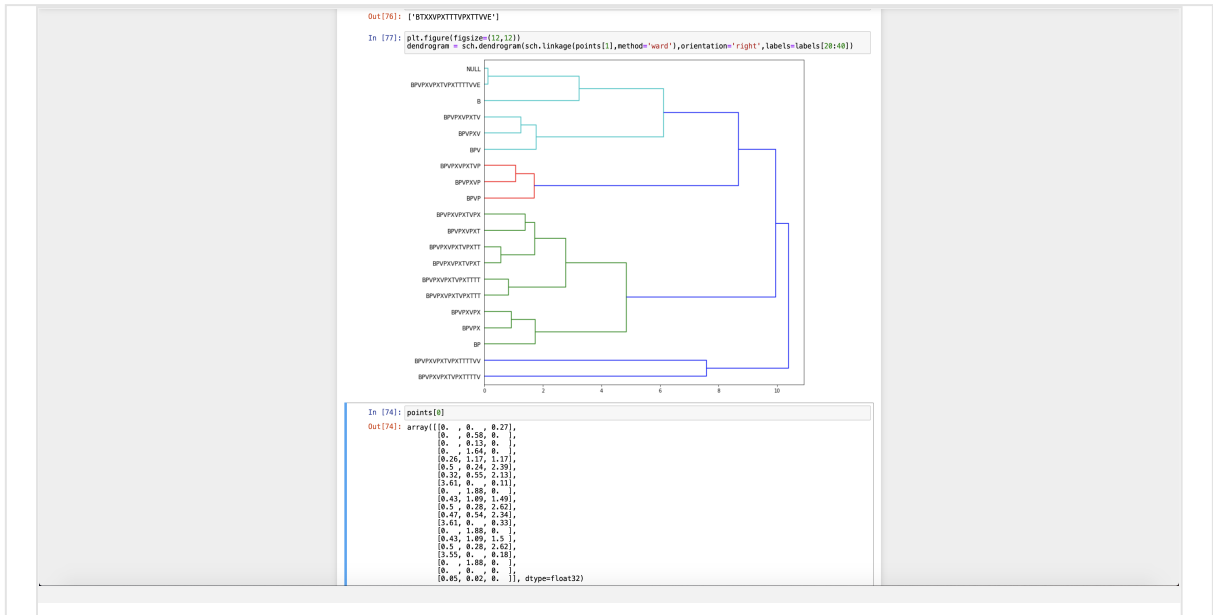 Out[76]: ['BTXXVPXTTTVPXTTVVE']
In [77]: plt.figure(figsize=(12,12))
dendrogram = sch.dendrogram(sch.linkage(points[1],method='ward'),orientation='right',labels=labels[20:40])
NULL
BPVPXVPXTVPXTTTTVVE
B
BPVPXVPXTV
BPVPXV
BPV
BPVPXVPXTVP
BPVPXVP
BPVP
BPVPXVPXTVPX
BPVPXVPXT
BPVPXVPXTVPXTT
BPVPXVPXTVPXT
BPVPXVPXTVPXTTTT
BPVPXVPXTVPXTTT
BPVPXVPX
BPVPX
BP
BPVPXVPXTVPXTTTTVV
BPVPXVPXTVPXTTTTV
0 2 4 6 8 10
In [74]: points[0]
Out[74]: array([[0.  , 0.  , 0.27],
[0.  , 0.58, 0.  ],
[0.  , 0.13, 0.  ],
[0.  , 1.64, 0.  ],
[0.26, 1.17, 1.17],
[0.5 , 0.24, 2.39],
[0.32, 0.55, 2.13],
[3.61, 0.  , 0.11],
[0.  , 1.88, 0.  ],
[0.43, 1.09, 1.49],
[0.5 , 0.28, 2.62],
[0.47, 0.54, 2.34],
[3.61, 0.  , 0.33],
[0.  , 1.88, 0.  ],
[0.43, 1.09, 1.5 ],
[0.5 , 0.28, 2.62],
[3.55, 0.  , 0.18],
[0.  , 1.88, 0.  ],
[0.  , 0.  , 0.  ],
[0.05, 0.02, 0.  ]], dtype=float32)